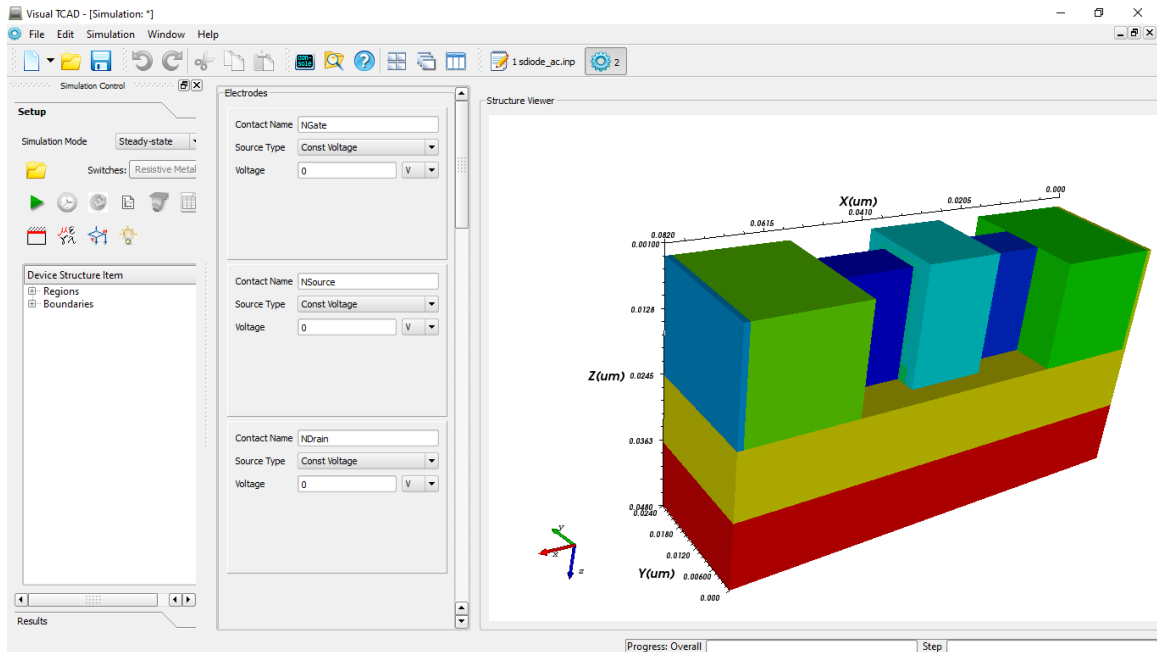 Visual TCAD - [Simulation: *]
File Edit Simulation Window Help
con-
sole
1 sdiode_ac.inp
2
Simulation Control
Setup
Simulation Mode Steady-state
Switches: Resistive Metal
Device Structure Item
Regions
Boundaries
Results
Electrodes
Contact Name NGate
Source Type Const Voltage
Voltage 0 V
Contact Name NSource
Source Type Const Voltage
Voltage 0 V
Contact Name NDrain
Source Type Const Voltage
Voltage 0 V
Structure Viewer
X(um)
0.0820 0.0615 0.0410 0.0205 0.000
Z(um)
0.00100
0.0128
0.0245
0.0363
0.0480
Y(um)
0.0240
0.0180
0.0120
0.00600
0.000
y
x
z
Progress: Overall Step